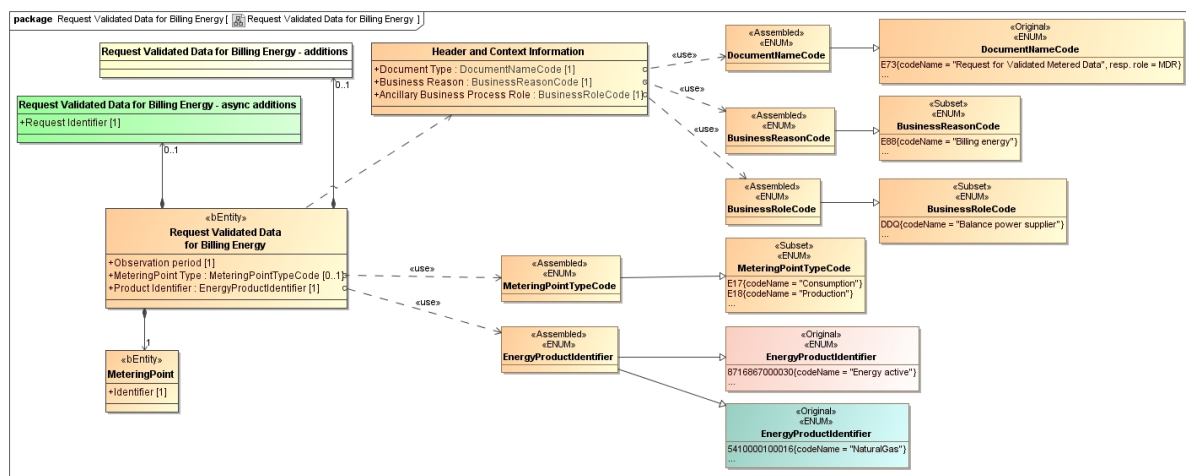 package Request Validated Data for Billing Energy [ Request Validated Data for Billing Energy ]
Request Validated Data for Billing Energy - additions
0..1
Request Validated Data for Billing Energy - async additions
+Request Identifier [1]
0..1
Header and Context Information
+Document Type : DocumentNameCode [1]
+Business Reason : BusinessReasonCode [1]
+Ancillary Business Process Role : BusinessRoleCode [1]
«use»
«use»
«use»
«Assembled»
«ENUM»
DocumentNameCode
«Original»
«ENUM»
DocumentNameCode
E73{codeName = "Request for Validated Metered Data", resp. role = MDR}
...
«Assembled»
«ENUM»
BusinessReasonCode
«Subset»
«ENUM»
BusinessReasonCode
E88{codeName = "Billing energy"}
...
«Assembled»
«ENUM»
BusinessRoleCode
«Subset»
«ENUM»
BusinessRoleCode
DDQ{codeName = "Balance power supplier"}
...
«bEntity»
Request Validated Data
for Billing Energy
+Observation period [1]
+MeteringPoint Type : MeteringPointTypeCode [0..1]
+Product Identifier : EnergyProductIdentifier [1]
«use»
«use»
«Assembled»
«ENUM»
MeteringPointTypeCode
«Subset»
«ENUM»
MeteringPointTypeCode
E17{codeName = "Consumption"}
E18{codeName = "Production"}
...
«Assembled»
«ENUM»
EnergyProductIdentifier
«Original»
«ENUM»
EnergyProductIdentifier
8716867000030{codeName = "Energy active"}
...
«Original»
«ENUM»
EnergyProductIdentifier
5410000100016{codeName = "NaturalGas"}
...
1
«bEntity»
MeteringPoint
+Identifier [1]